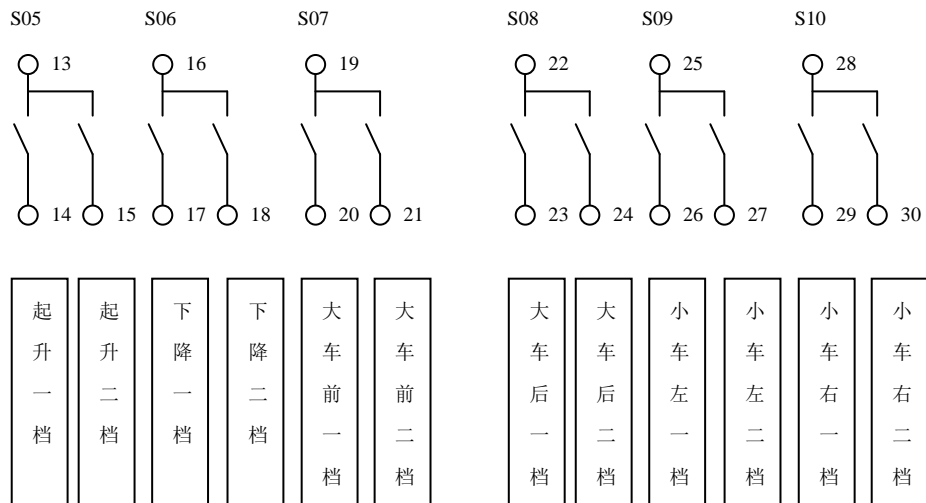 S05 S06 S07 S08 S09 S10
13 16 19 22 25 28
14 15 17 18 20 21 23 24 26 27 29 30
起升一档
起升二档
下降一档
下降二档
大车前一档
大车前二档
大车后一档
大车后二档
小车左一档
小车左二档
小车右一档
小车右二档